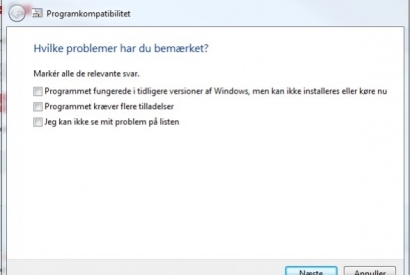 Programkompatibilitet
Hvilke problemer har du bemærket?
Markér alle de relevante svar.
Programmet fungerede i tidligere versioner af Windows, men kan ikke installeres eller køre nu
Programmet kræver flere tilladelser
Jeg kan ikke se mit problem på listen
Næste
Annuller